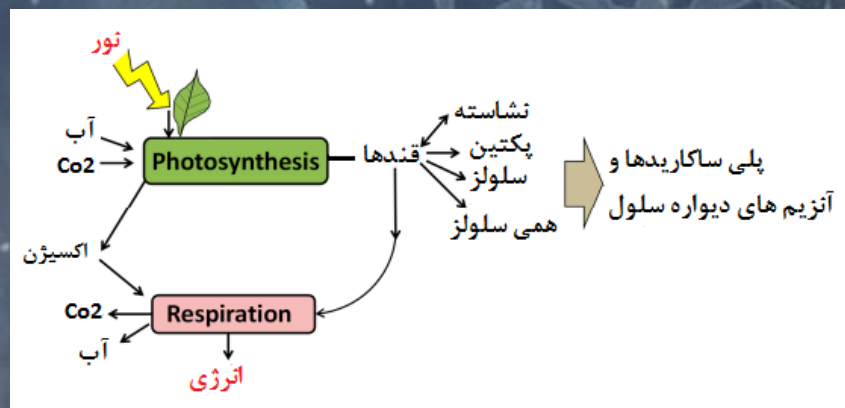 نور
آب
Co2
Photosynthesis
قندها
نشاسته
پکتین
سلولز
همی سلولز
پلی ساکاریدها و
آنزیم های دیواره سلول
اکسیژن
Co2
آب
Respiration
انرژی